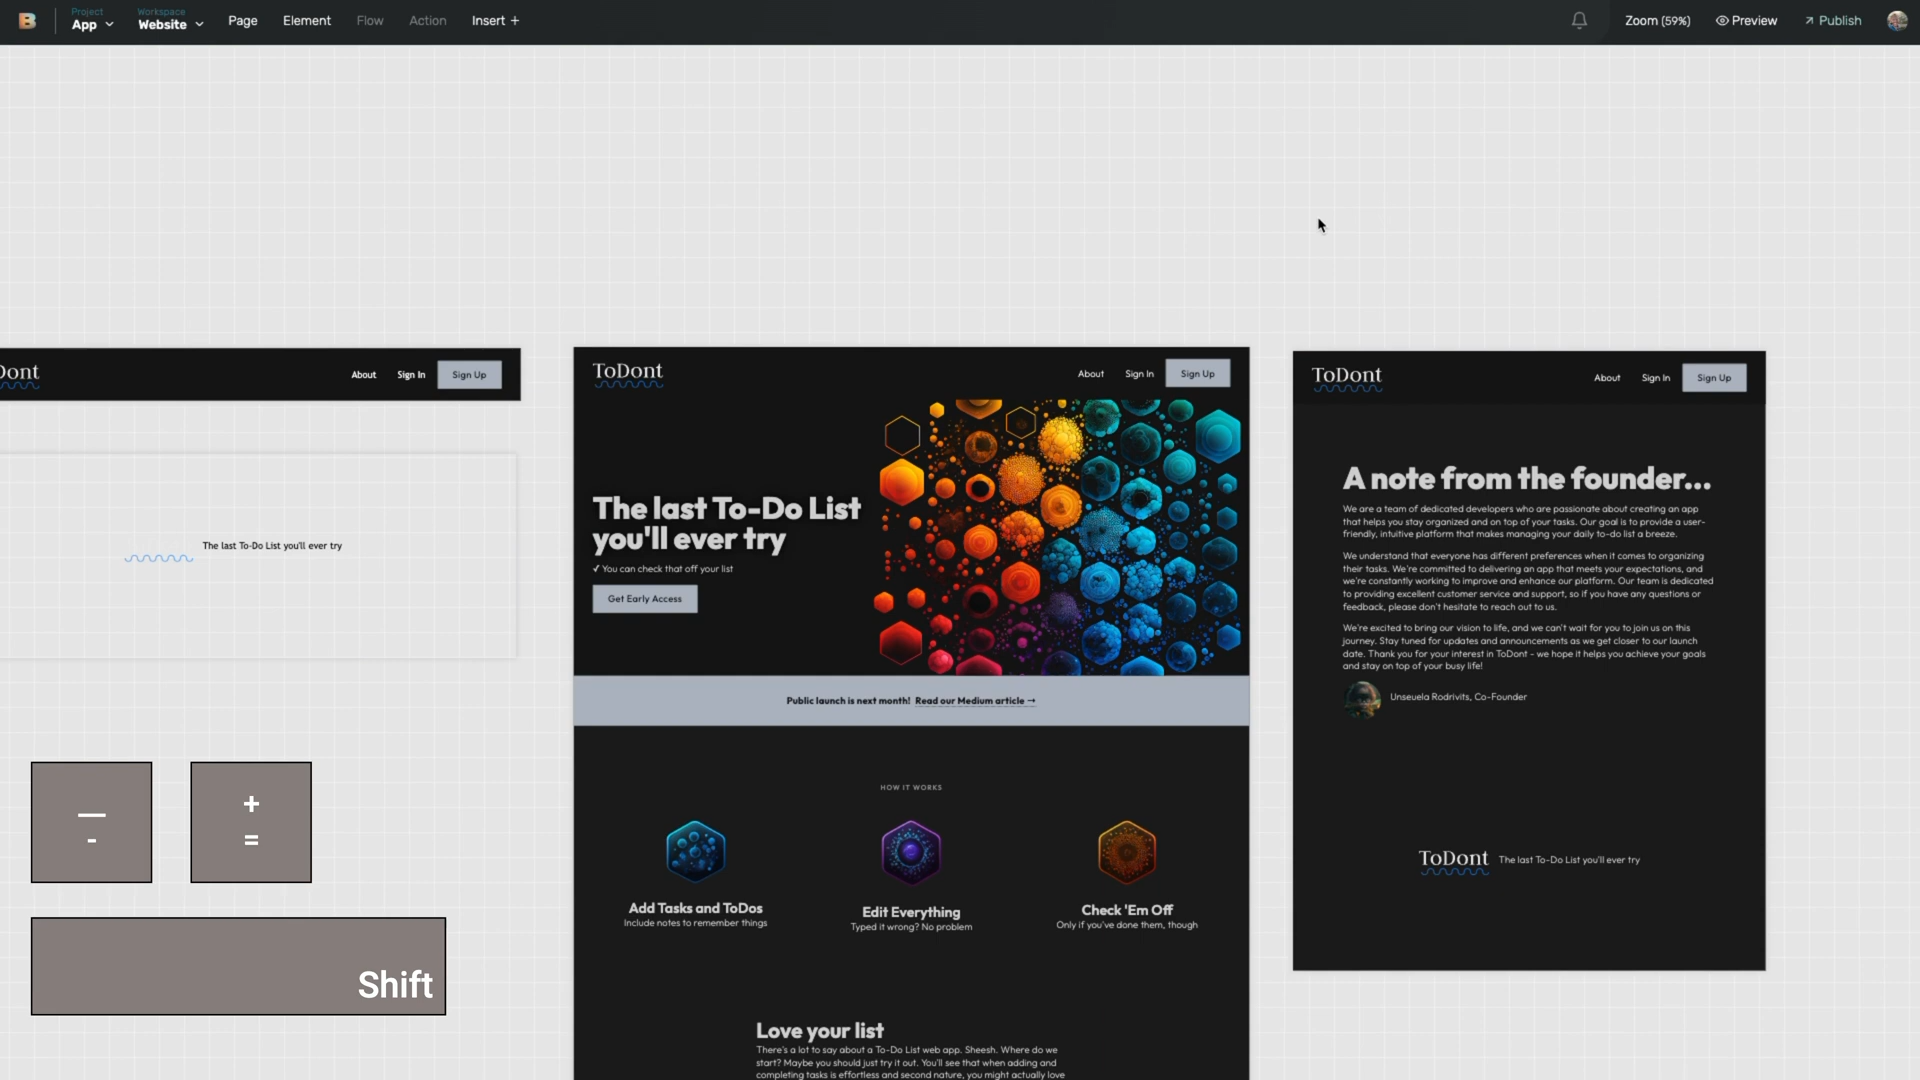 B
Project
App
Workspace
Website
Page
Element
Flow
Action
Insert +
Zoom (59%)
Preview
Publish
Dont
About
Sign In
Sign Up
The last To-Do List you'll ever try
— 
-
+
=
Shift
ToDont
About
Sign In
Sign Up
The last To-Do List
you'll ever try
✓ You can check that off your list
Get Early Access
Public launch is next month! Read our Medium article →
HOW IT WORKS
Add Tasks and ToDos
Include notes to remember things
Edit Everything
Typed it wrong? No problem
Check 'Em Off
Only if you've done them, though
Love your list
There's a lot to say about a To-Do List web app. Sheesh. Where do we
start? Maybe you should just try it out. You'll see that when adding and
completing tasks is effortless and second nature, you might actually love
ToDont
About
Sign In
Sign Up
A note from the founder...
We are a team of dedicated developers who are passionate about creating an app
that helps you stay organized and on top of your tasks. Our goal is to provide a user-
friendly, intuitive platform that makes managing your daily to-do list a breeze.
We understand that everyone has different preferences when it comes to organizing
their tasks. We're committed to delivering an app that meets your expectations, and
we're constantly working to improve and enhance our platform. Our team is dedicated
to providing excellent customer service and support, so if you have any questions or
feedback, please don't hesitate to reach out to us.
We're excited to bring our vision to life, and we can't wait for you to join us on this
journey. Stay tuned for updates and announcements as we get closer to our launch
date. Thank you for your interest in ToDont - we hope it helps you achieve your goals
and stay on top of your busy life!
Unseuela Rodrivits, Co-Founder
ToDont
The last To-Do List you'll ever try